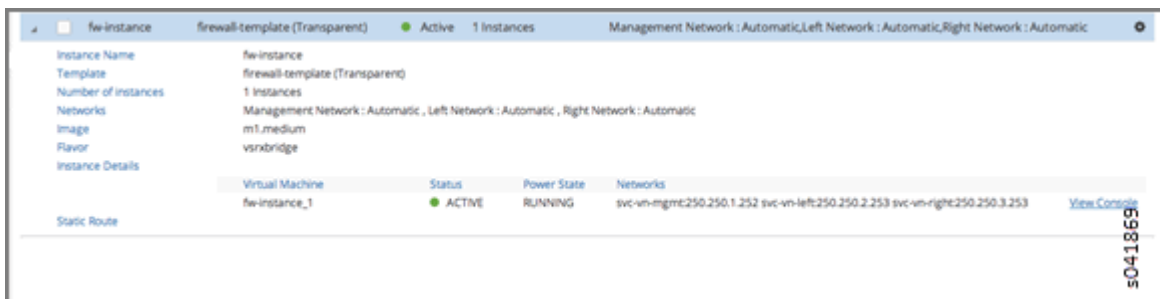 fw-instance firewall-template (Transparent) Active 1 Instances Management Network : Automatic,Left Network : Automatic,Right Network : Automatic
Instance Name fw-instance
Template firewall-template (Transparent)
Number of instances 1 Instances
Networks Management Network : Automatic , Left Network : Automatic , Right Network : Automatic
Image m1.medium
Flavor vsrxbridge
Instance Details
Virtual Machine Status Power State Networks
fw-instance_1 ACTIVE RUNNING svc-vn-mgmt:250.250.1.252 svc-vn-left:250.250.2.253 svc-vn-right:250.250.3.253 View Console
Static Route
s041869